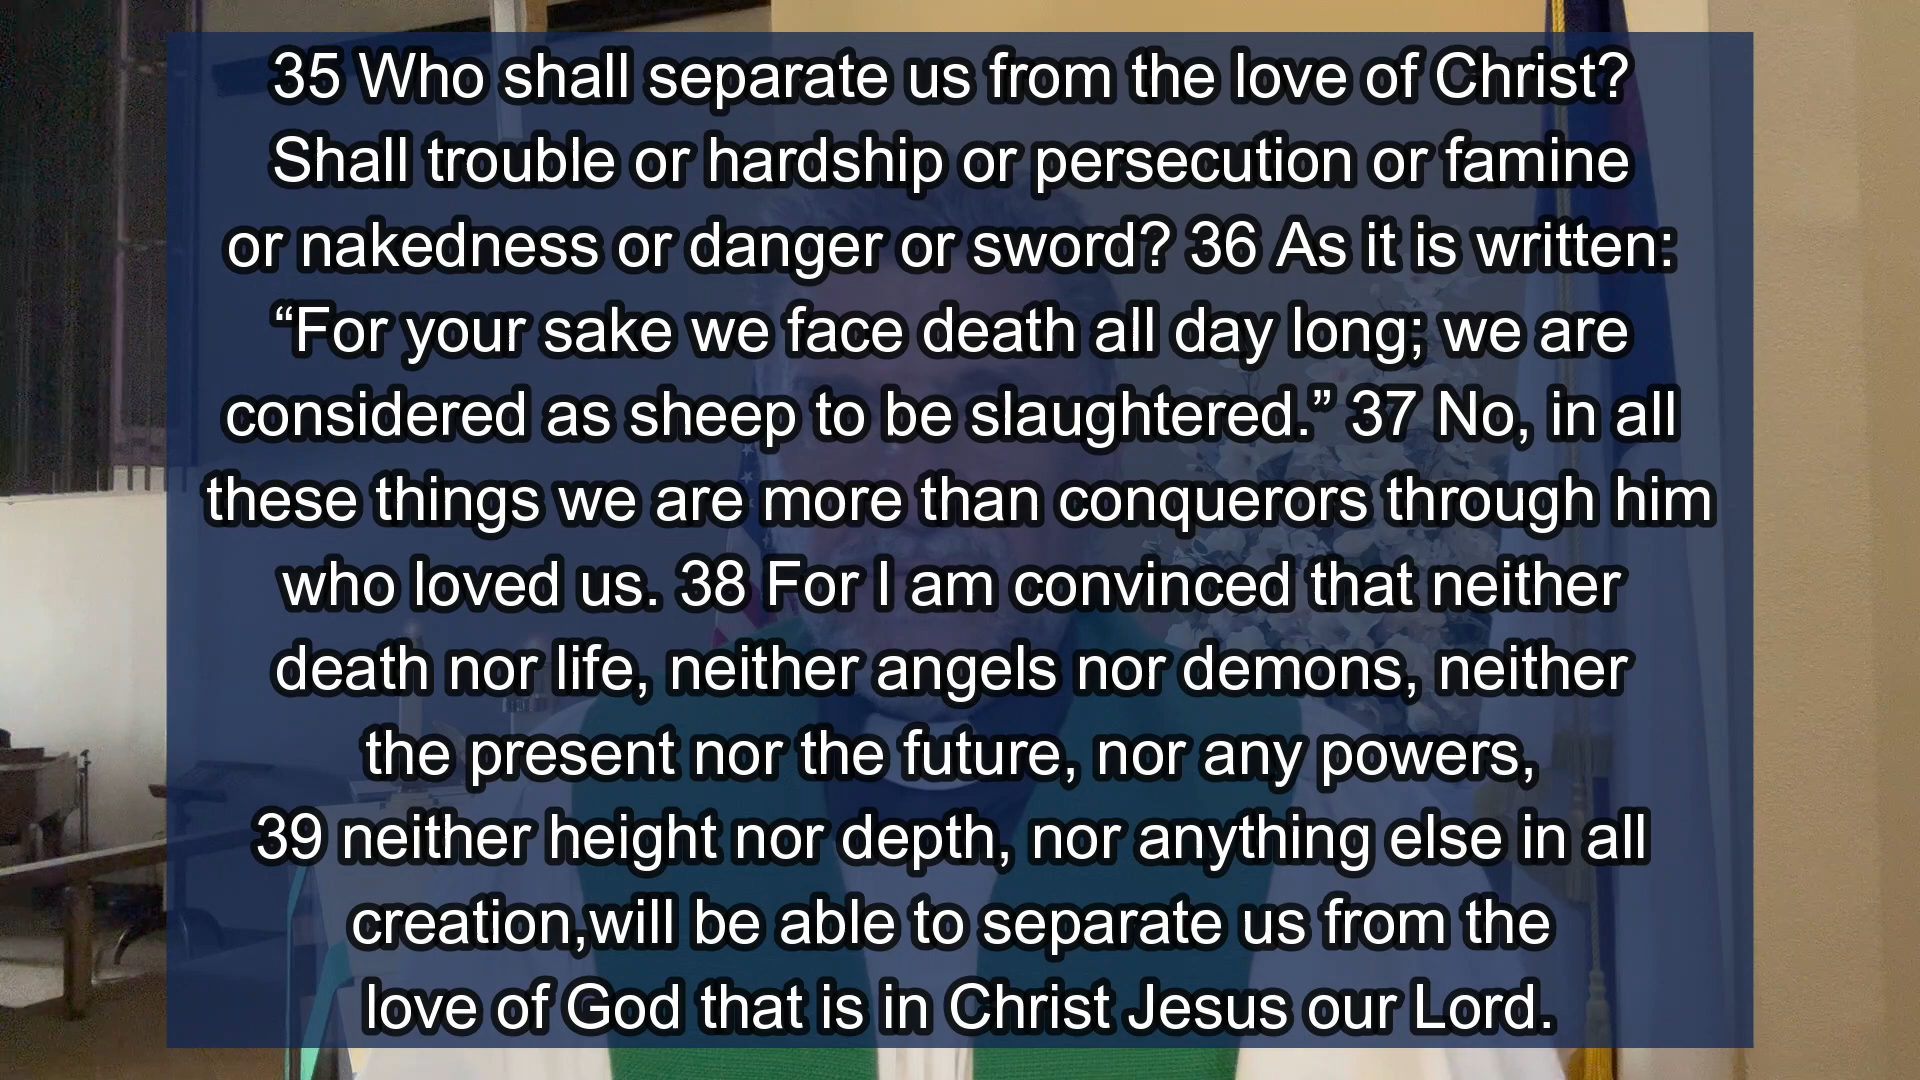 35 Who shall separate us from the love of Christ?
Shall trouble or hardship or persecution or famine
or nakedness or danger or sword? 36 As it is written:
“For your sake we face death all day long; we are
considered as sheep to be slaughtered.” 37 No, in all
these things we are more than conquerors through him
who loved us. 38 For I am convinced that neither
death nor life, neither angels nor demons, neither
the present nor the future, nor any powers,
39 neither height nor depth, nor anything else in all
creation,will be able to separate us from the
love of God that is in Christ Jesus our Lord.